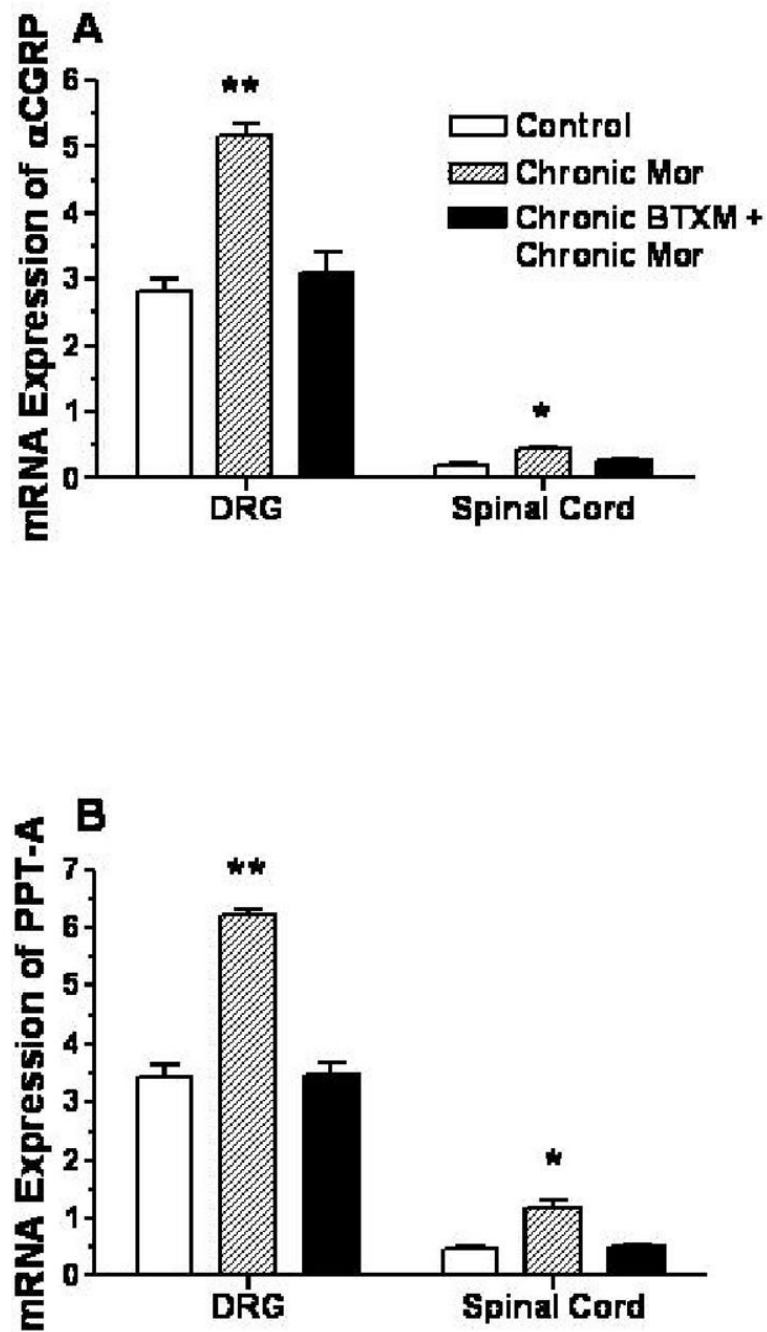 A
mRNA Expression of αCGRP
6
5
4
3
2
1
0
**
*
Control
Chronic Mor
Chronic BTXM +
Chronic Mor
DRG Spinal Cord
B
mRNA Expression of PPT-A
7
6
5
4
3
2
1
0
**
*
DRG Spinal Cord